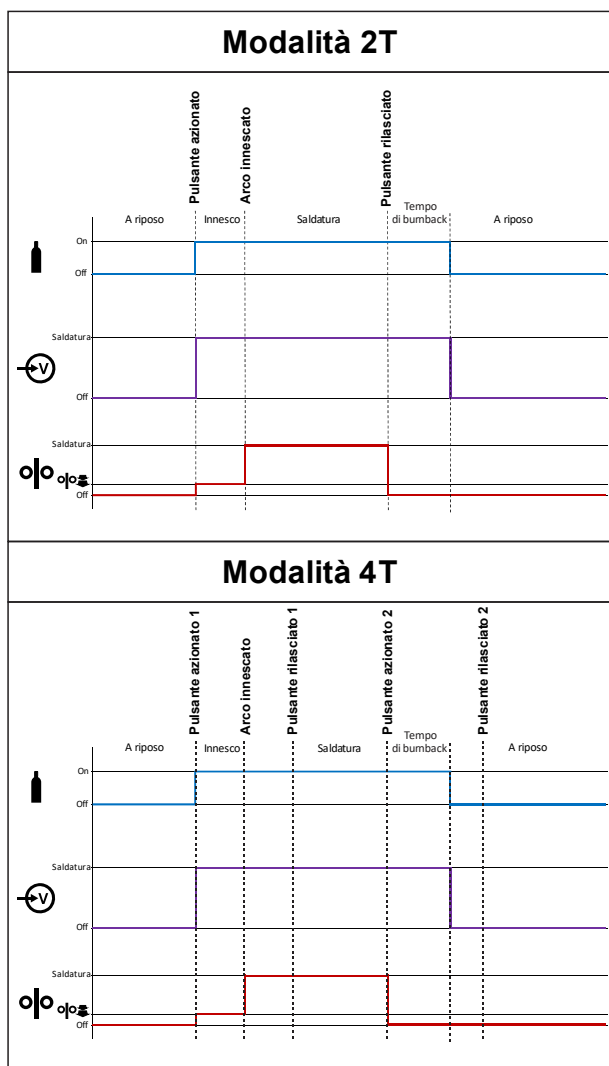 Modalità 2T
Pulsante azionato
Arco innescato
Pulsante rilasciato
A riposo
Innesco
Saldatura
Tempo
di bumback
A riposo
On
Off
Saldatura
V
Off
Saldatura
Off
Modalità 4T
Pulsante azionato 1
Arco innescato
Pulsante rilasciato 1
Pulsante azionato 2
Pulsante rilasciato 2
A riposo
Innesco
Saldatura
Tempo
di bumback
A riposo
On
Off
Saldatura
V
Off
Saldatura
Off